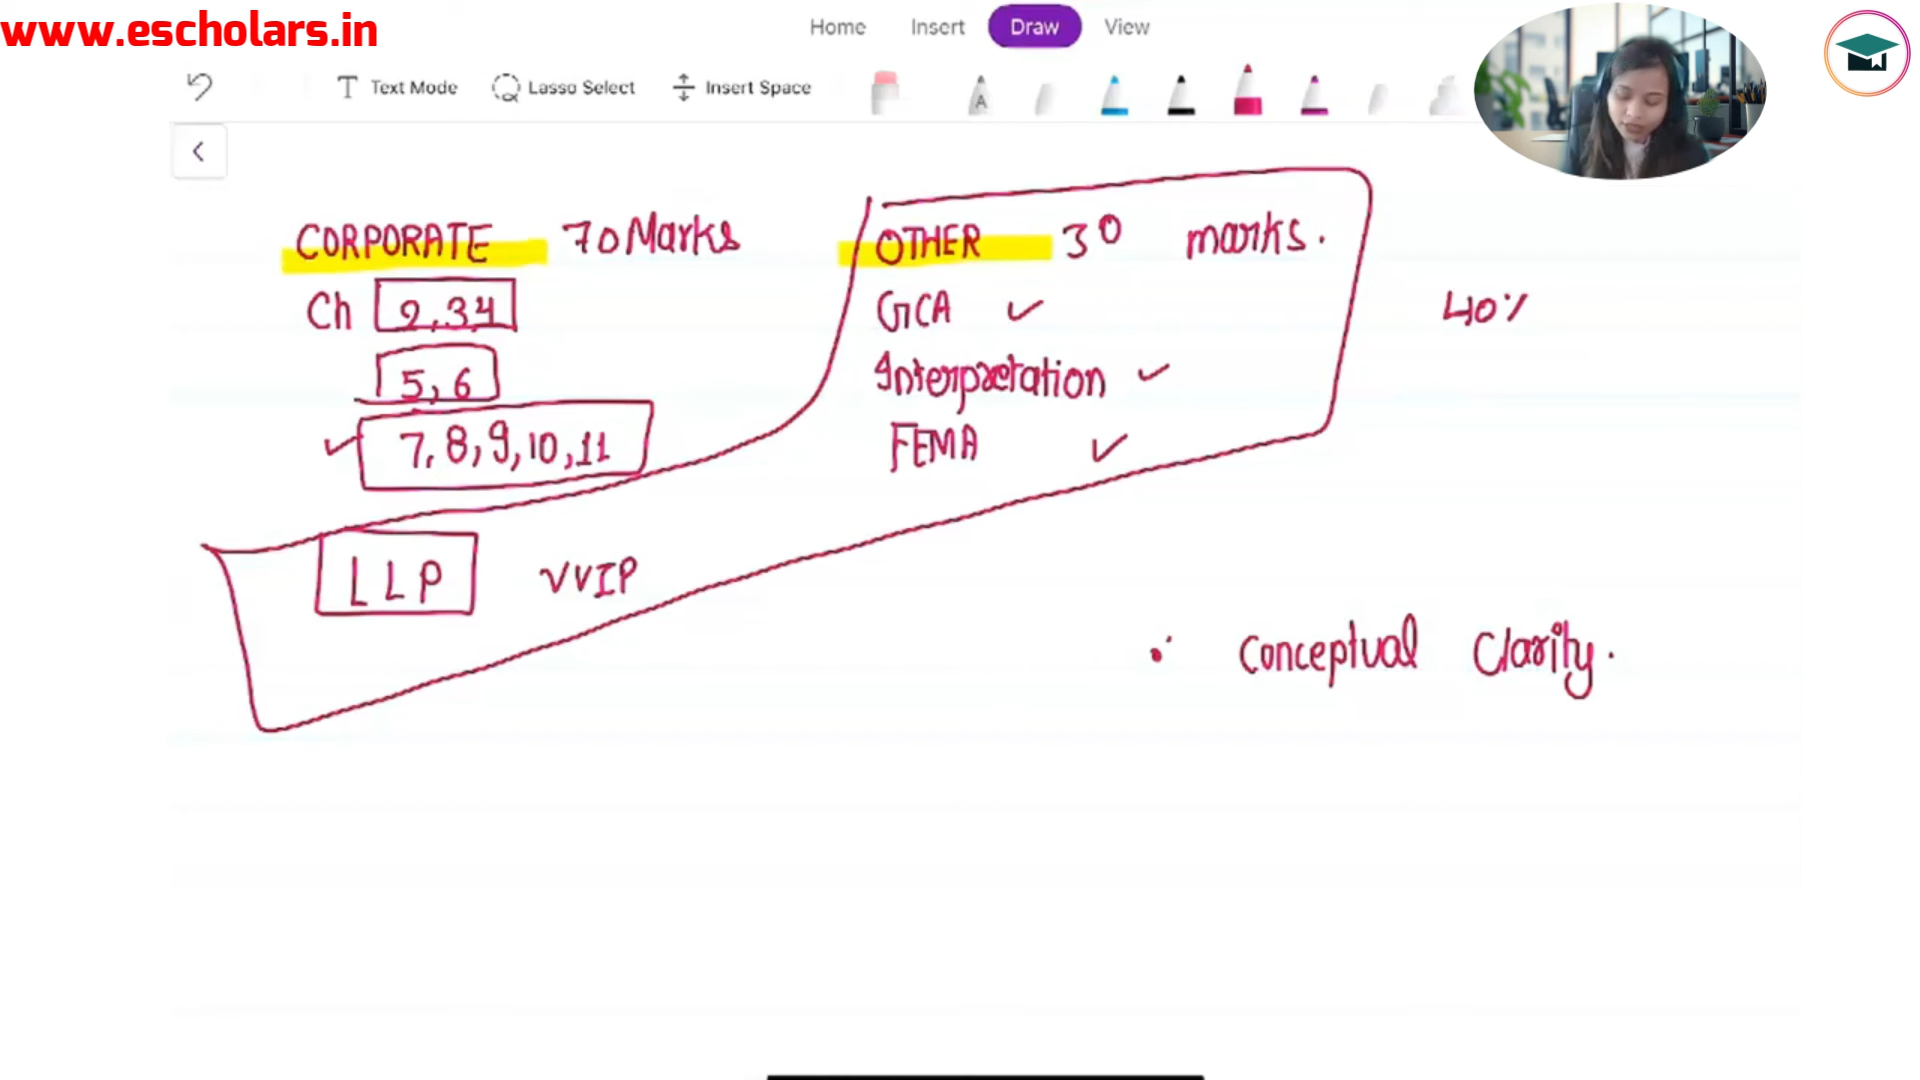 www.escholars.in
Home Insert Draw View
Text Mode Lasso Select Insert Space
A
CORPORATE 70 Marks
Ch 2,3,4
5, 6
7, 8, 9, 10, 11
LLP VVIP
OTHER 30 marks.
GCA
Interpretation
FEMA
40%
Conceptual Clarity.